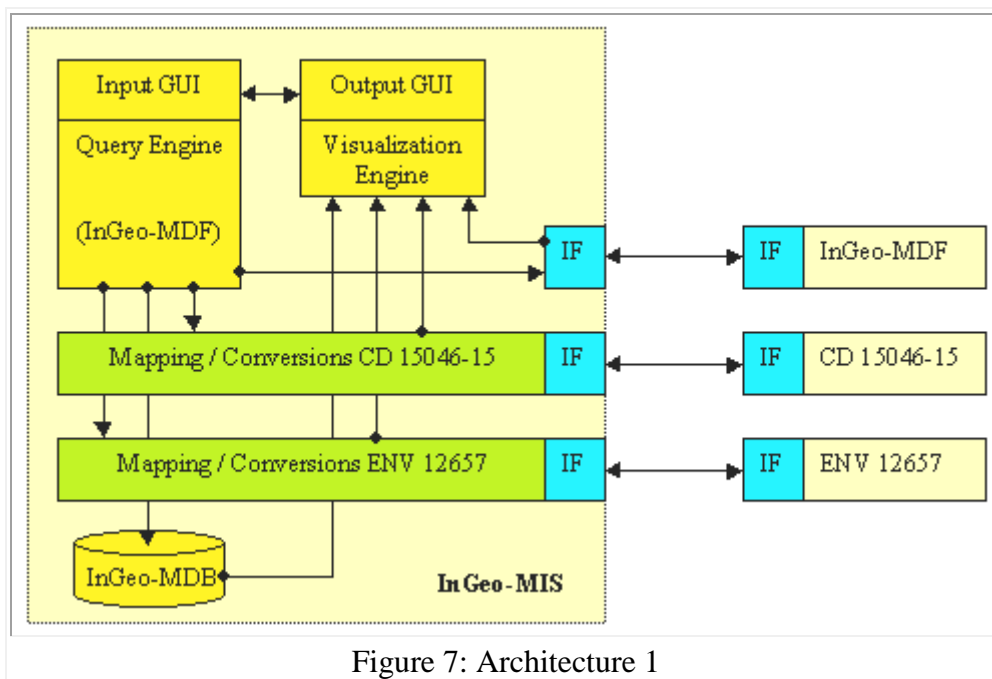 Input GUI
Output GUI
Query Engine
(InGeo-MDF)
Visualization
Engine
IF
IF
InGeo-MDF
Mapping / Conversions CD 15046-15
IF
IF
CD 15046-15
Mapping / Conversions ENV 12657
IF
IF
ENV 12657
InGeo-MDB
InGeo-MIS
Figure 7: Architecture 1